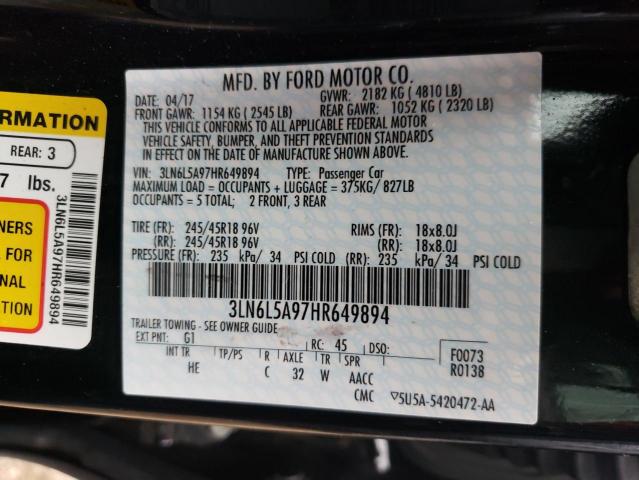 MFD. BY FORD MOTOR CO.
DATE: 04/17 GVWR: 2182 KG ( 4810 LB)
FRONT GAWR: 1154 KG ( 2545 LB) REAR GAWR: 1052 KG ( 2320 LB)
THIS VEHICLE CONFORMS TO ALL APPLICABLE FEDERAL MOTOR
VEHICLE SAFETY, BUMPER, AND THEFT PREVENTION STANDARDS
IN EFFECT ON THE DATE OF MANUFACTURE SHOWN ABOVE.
VIN: 3LN6L5A97HR649894 TYPE: Passenger Car
MAXIMUM LOAD = OCCUPANTS + LUGGAGE = 375KG/ 827LB
OCCUPANTS = 5 TOTAL; 2 FRONT, 3 REAR
TIRE (FR): 245/45R18 96V RIMS (FR): 18x8.0J
(RR): 245/45R18 96V (RR): 18x8.0J
PRESSURE (FR): 235 kPa/ 34 PSI COLD (RR): 235 kPa/ 34 PSI COLD
3LN6L5A97HR649894
TRAILER TOWING - SEE OWNER GUIDE
EXT PNT: G1 RC: 45 DSO: F0073
R0138
INT TR TP/PS R AXLE TR SPR
HE C 32 W AACC
CMC 5U5A-5420472-AA
ORMATION
REAR: 3
7 lbs.
NERS
FOR
NAL
ION
3LN6L5A97HR649894